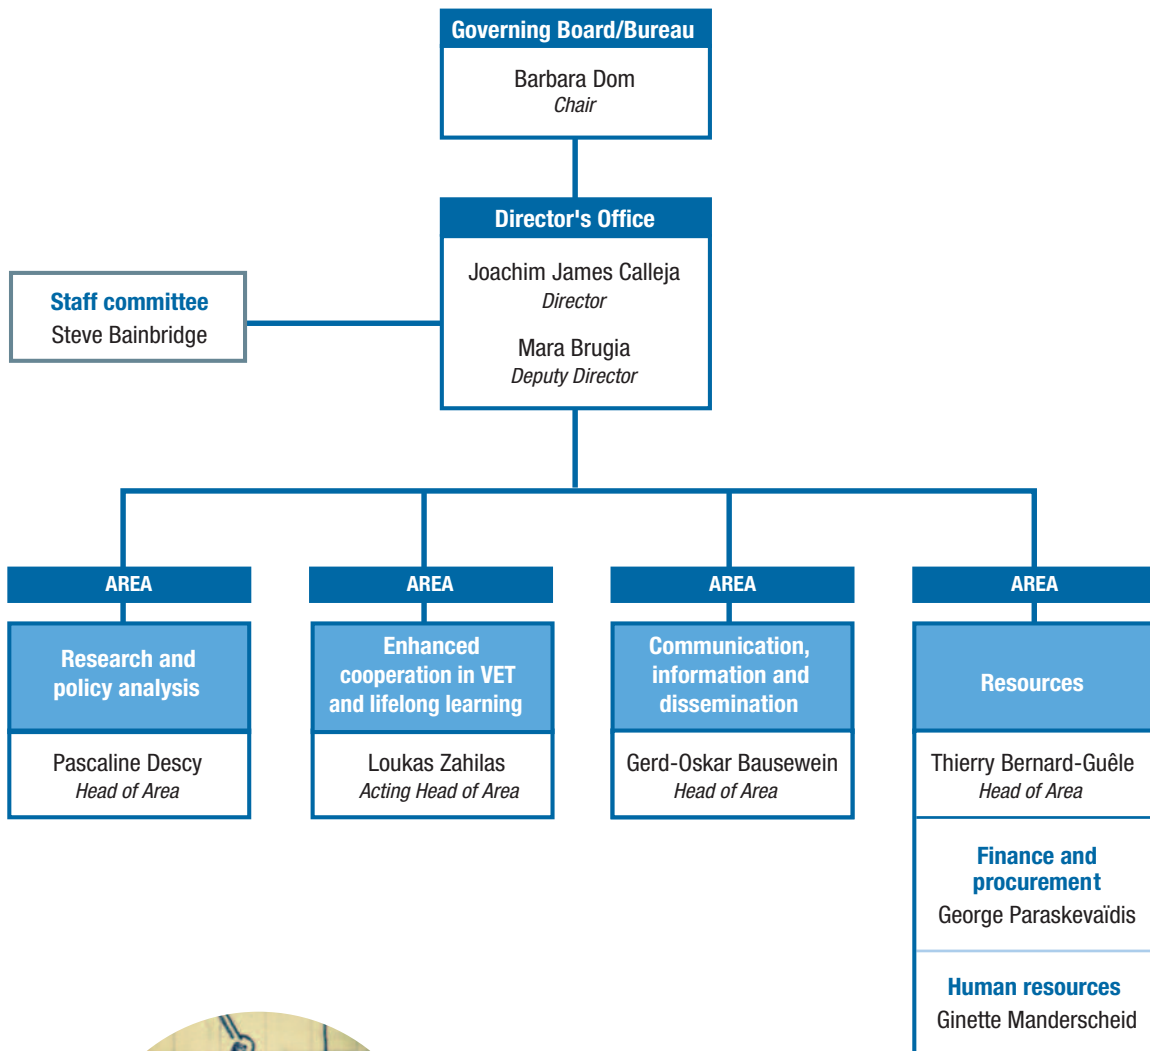 Governing Board/Bureau
Barbara Dom
Chair
Director's Office
Joachim James Calleja
Director
Mara Brugia
Deputy Director
Staff committee
Steve Bainbridge
AREA
Research and
policy analysis
Pascaline Descy
Head of Area
AREA
Enhanced
cooperation in VET
and lifelong learning
Loukas Zahilas
Acting Head of Area
AREA
Communication,
information and
dissemination
Gerd-Oskar Bausewein
Head of Area
AREA
Resources
Thierry Bernard-Guêle
Head of Area
Finance and
procurement
George Paraskevaïdis
Human resources
Ginette Manderscheid